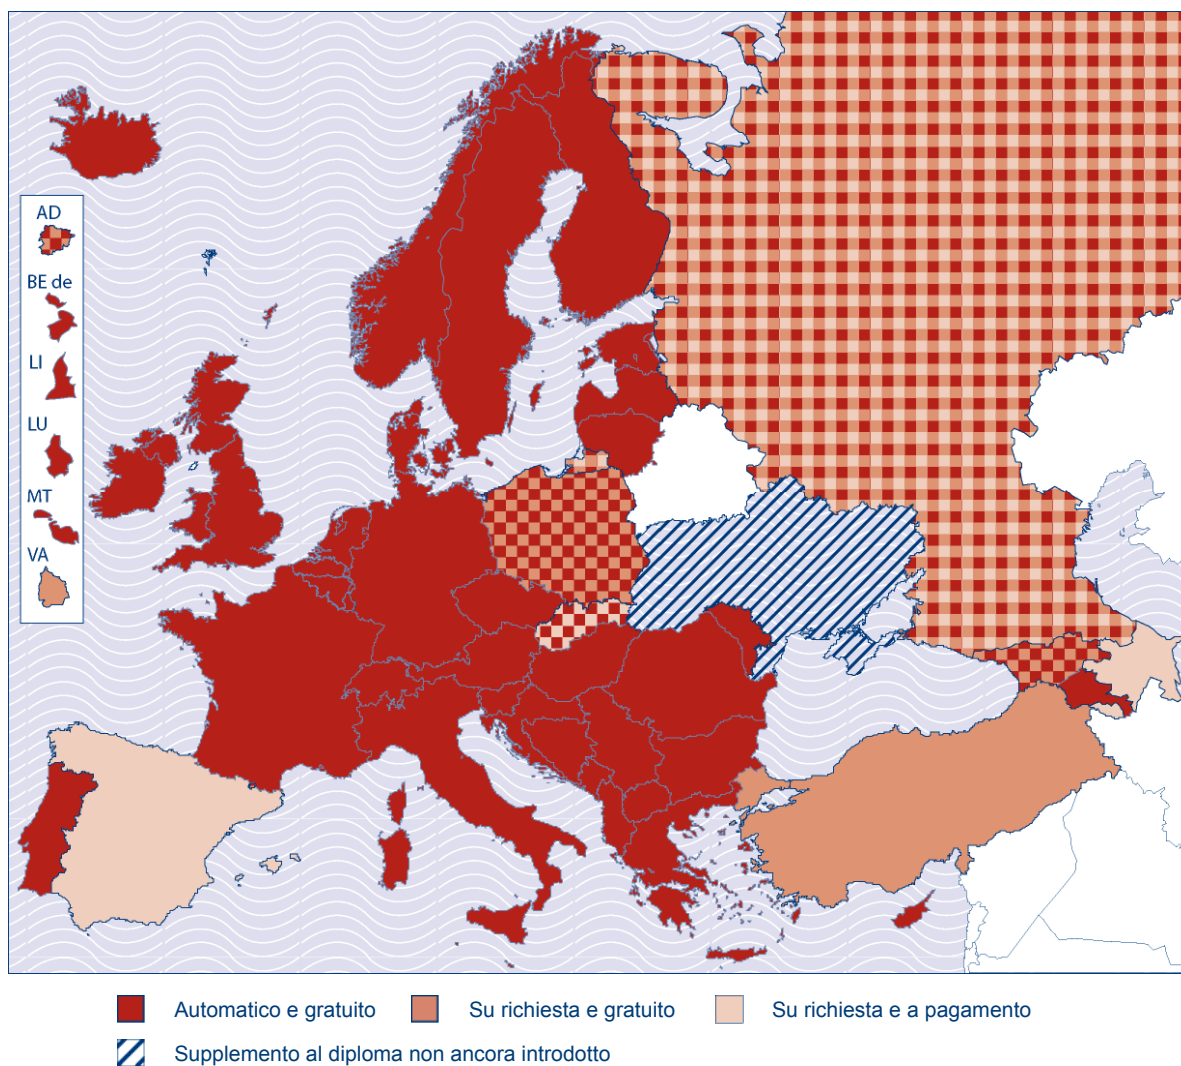 AD
BE de
LI
LU
MT
VA
Automatico e gratuito
Su richiesta e gratuito
Su richiesta e a pagamento
Supplemento al diploma non ancora introdotto